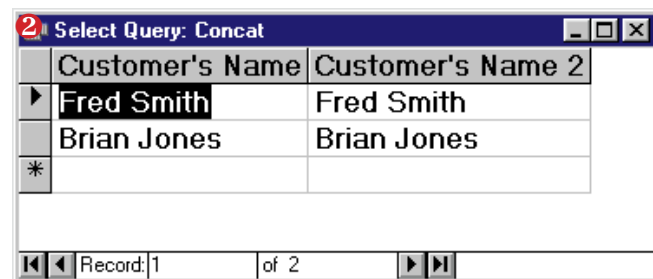 2 Select Query: Concat
Customer's Name Customer's Name 2
Fred Smith Fred Smith
Brian Jones Brian Jones
Record: 1 of 2